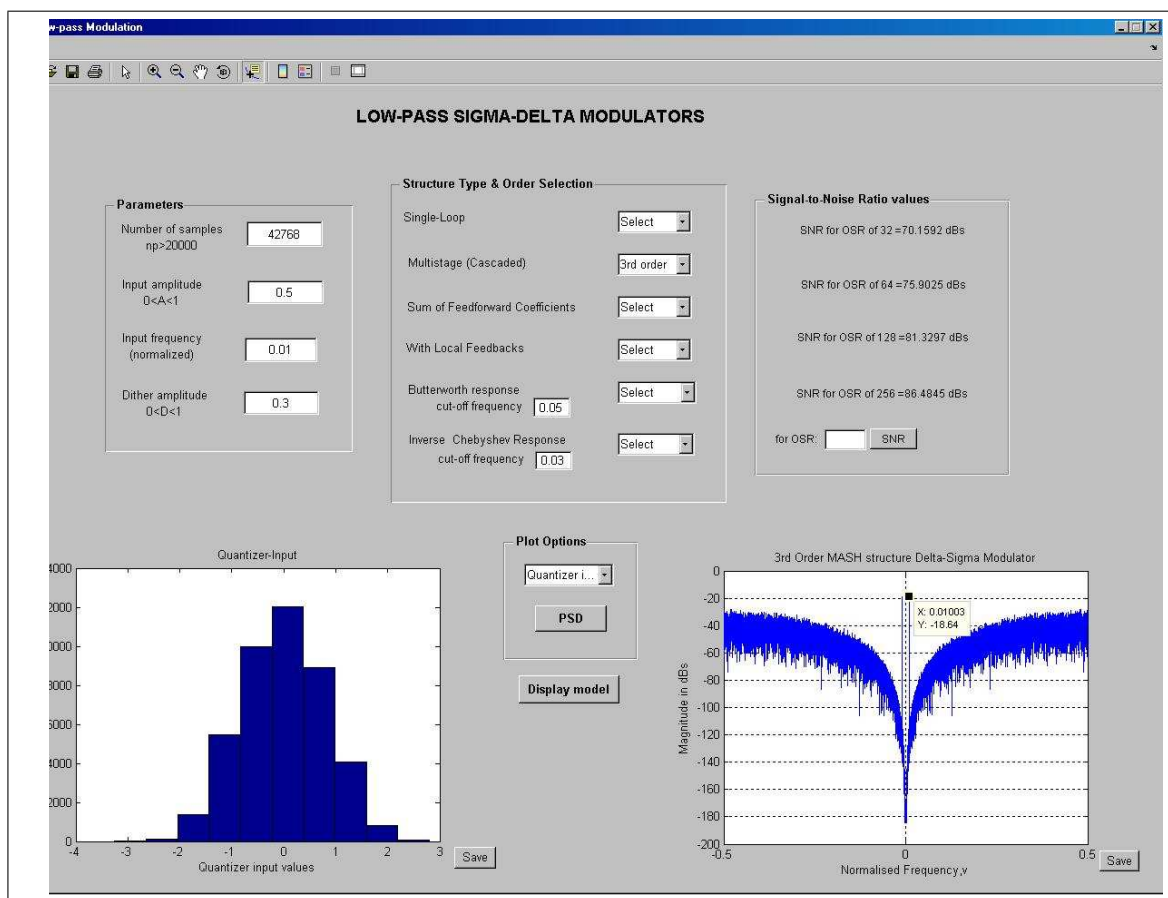 w-pass Modulation
LOW-PASS SIGMA-DELTA MODULATORS
Parameters
Number of samples
np>20000
42768
Input amplitude
0<A<1
0.5
Input frequency
(normalized)
0.01
Dither amplitude
0<D<1
0.3
Structure Type & Order Selection
Single-Loop
Select
Multistage (Cascaded)
3rd order
Sum of Feedforward Coefficients
Select
With Local Feedbacks
Select
Butterworth response
cut-off frequency
0.05
Select
Inverse Chebyshev Response
cut-off frequency
0.03
Select
Signal-to-Noise Ratio values
SNR for OSR of 32 =70.1592 dBs
SNR for OSR of 64 =75.9025 dBs
SNR for OSR of 128 =81.3297 dBs
SNR for OSR of 256 =86.4845 dBs
for OSR:
SNR
Quantizer-Input
4000
2000
0000
8000
6000
4000
2000
0
-4 -3 -2 -1 0 1 2 3
Quantizer input values
Save
Plot Options
Quantizer i...
PSD
Display model
3rd Order MASH structure Delta-Sigma Modulator
0
-20
-40
-60
-80
-100
-120
-140
-160
-180
-200
Magnitude in dBs
X: 0.01003
Y: -18.64
-0.5 0 0.5
Normalised Frequency,v
Save